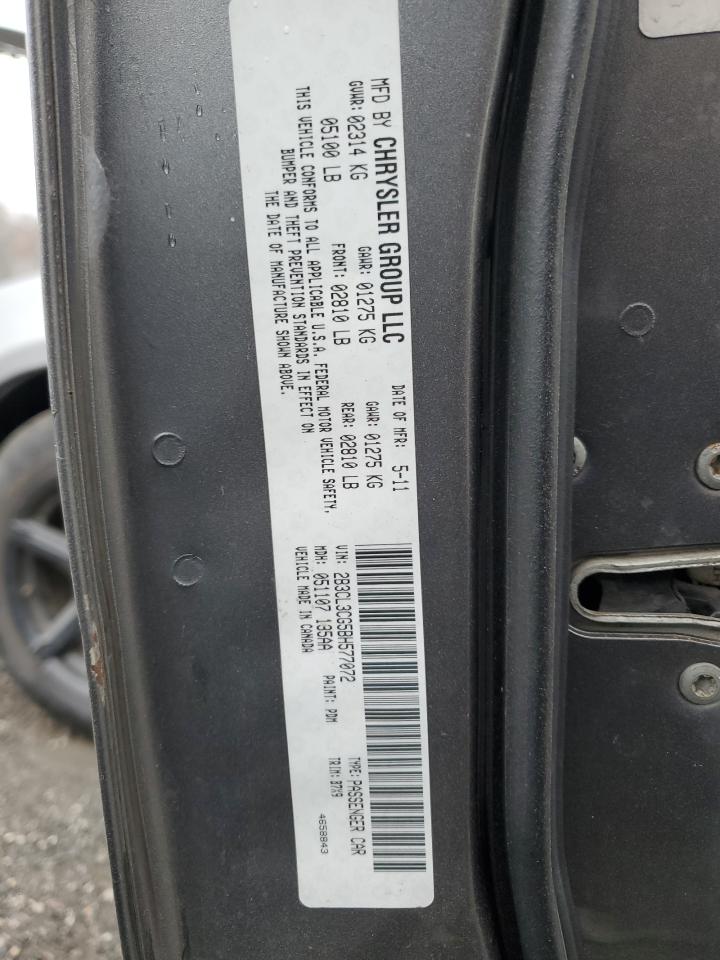 MFD BY CHRYSLER GROUP LLC DATE OF MFR: 5-11
GVWR: 02314 KG GAWR: 01275 KG GAWR: 01275 KG
05100 LB FRONT: 02810 LB REAR: 02810 LB
THIS VEHICLE CONFORMS TO ALL APPLICABLE U.S.A. FEDERAL MOTOR VEHICLE SAFETY,
BUMPER AND THEFT PREVENTION STANDARDS IN EFFECT ON
THE DATE OF MANUFACTURE SHOWN ABOVE.
VIN: 2B3CL3CG5BH577072 TYPE: PASSENGER CAR
MDH: 051107 135AA PAINT: PDM TRIM: B7X9
VEHICLE MADE IN CANADA 4658843